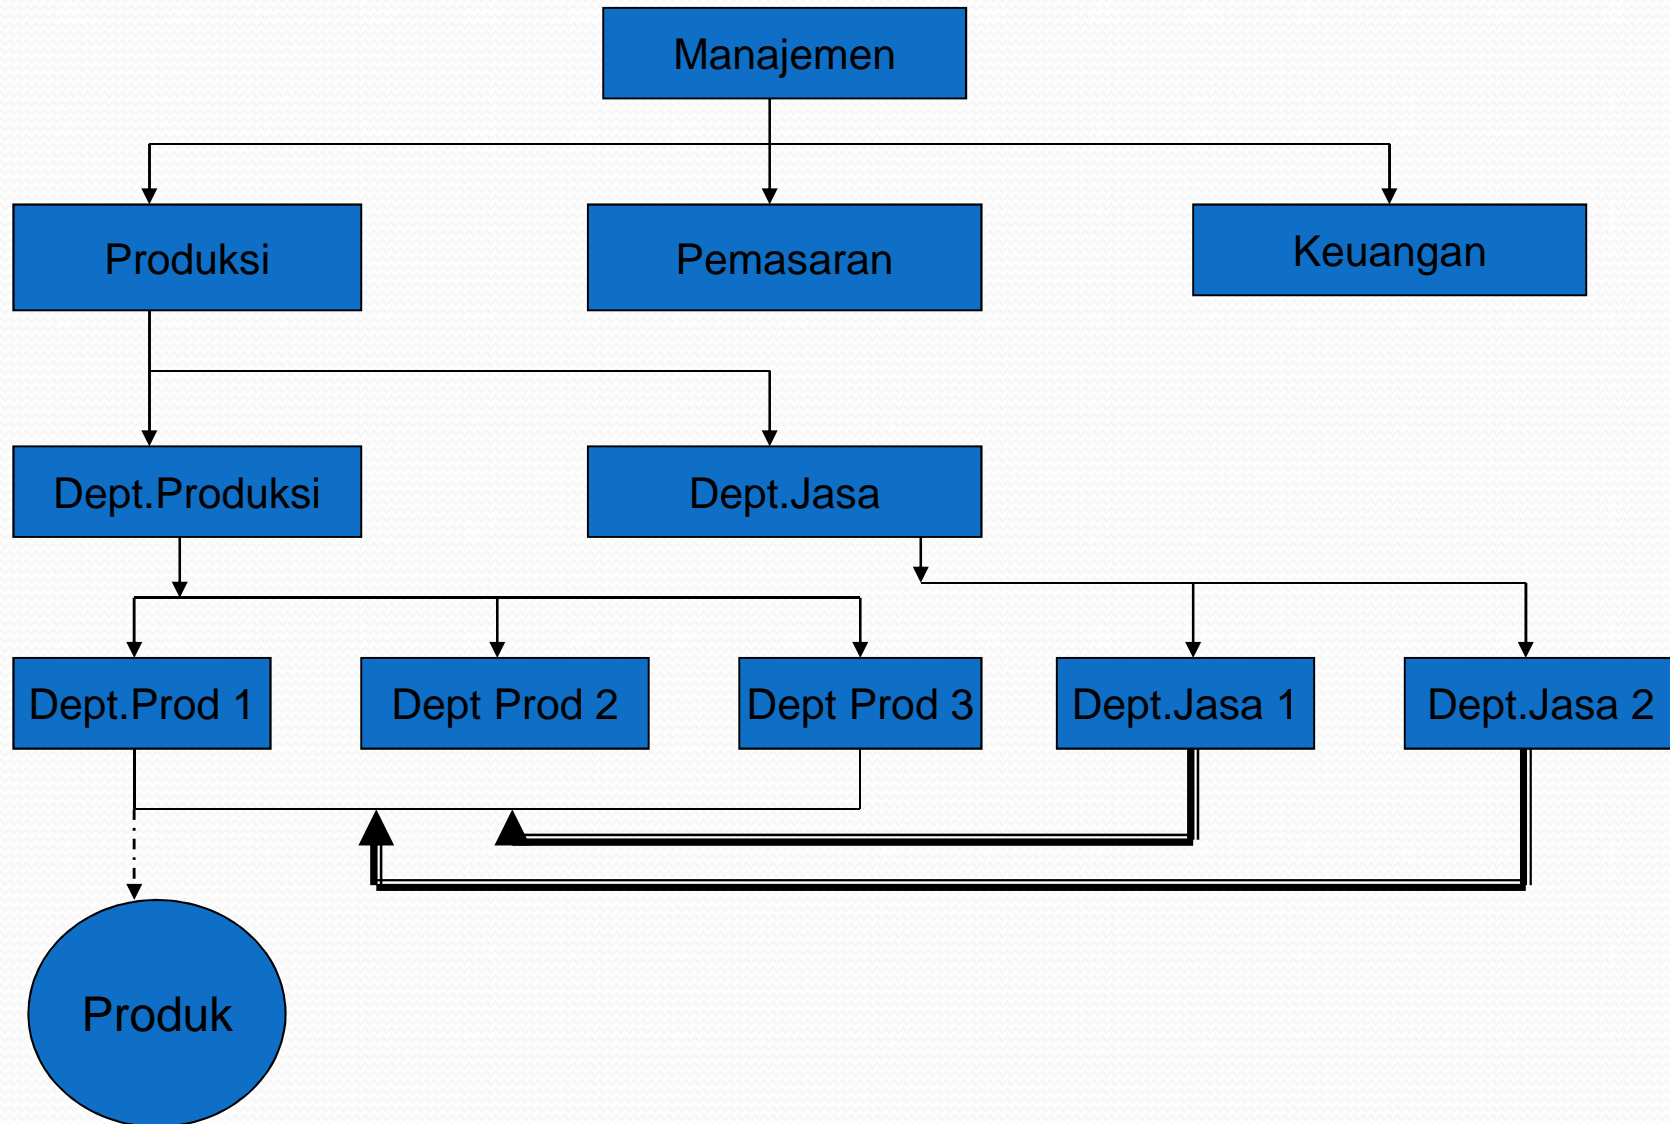 Manajemen
Produksi
Pemasaran
Keuangan
Dept.Produksi
Dept.Jasa
Dept.Prod 1
Dept Prod 2
Dept Prod 3
Dept.Jasa 1
Dept.Jasa 2
Produk